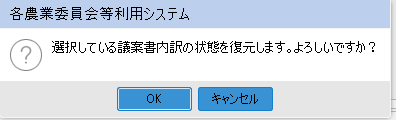 各農業委員会等利用システム
選択している議案書内訳の状態を復元します。よろしいですか？
OK
キャンセル